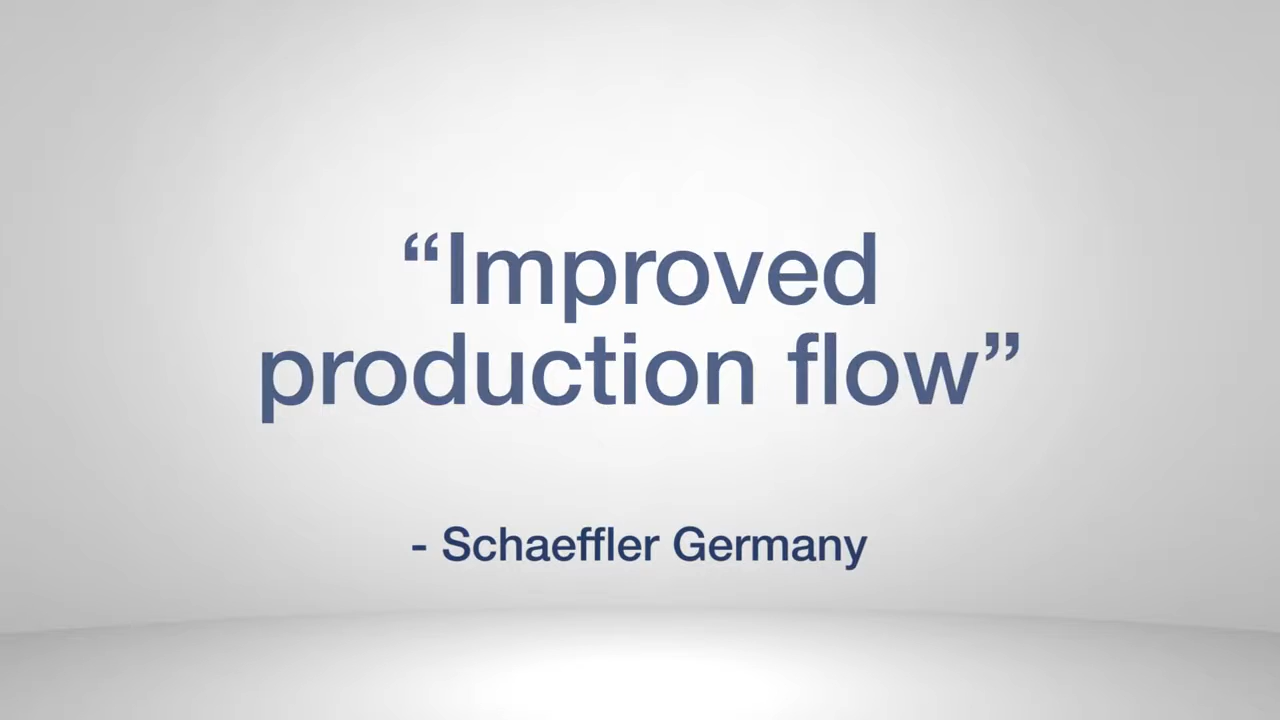 “Improved
production flow”
- Schaeffler Germany